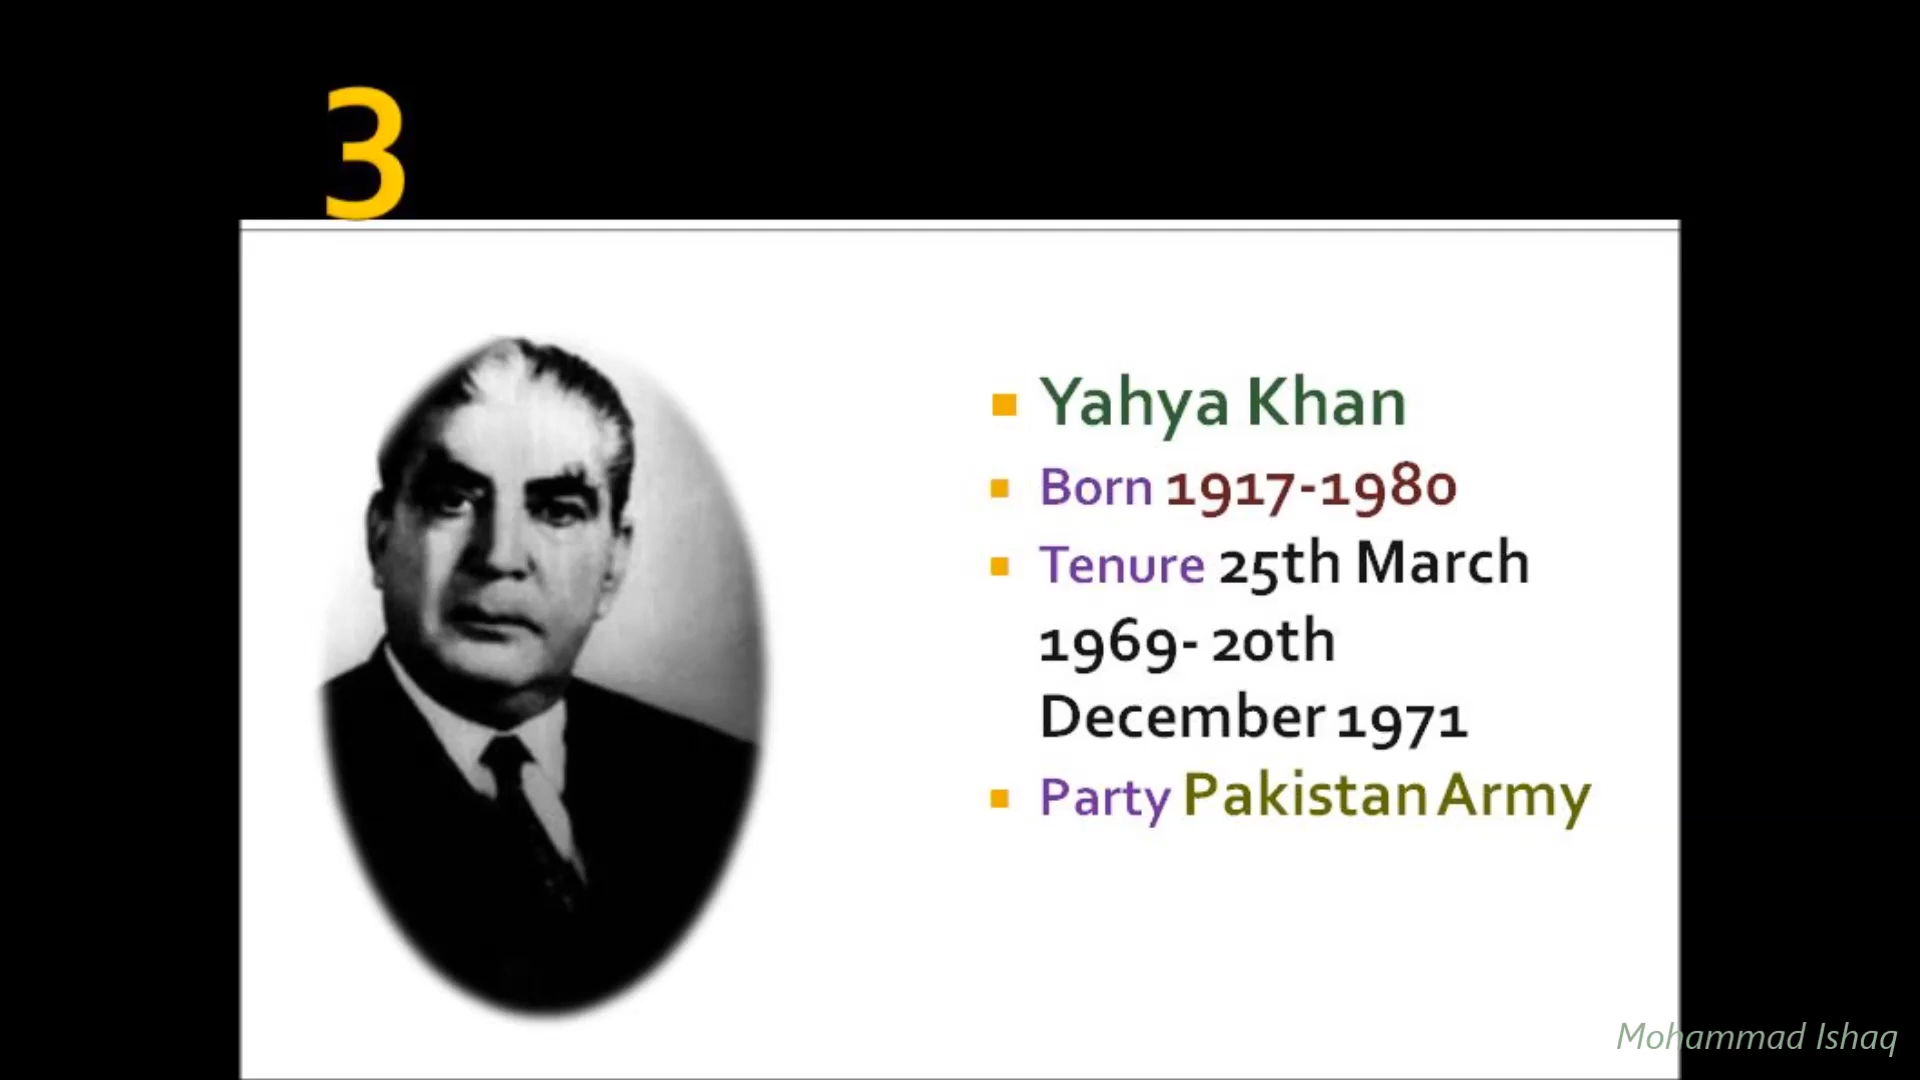 3
Yahya Khan
Born 1917-1980
Tenure 25th March
1969- 20th
December 1971
Party Pakistan Army
Mohammad Ishaq